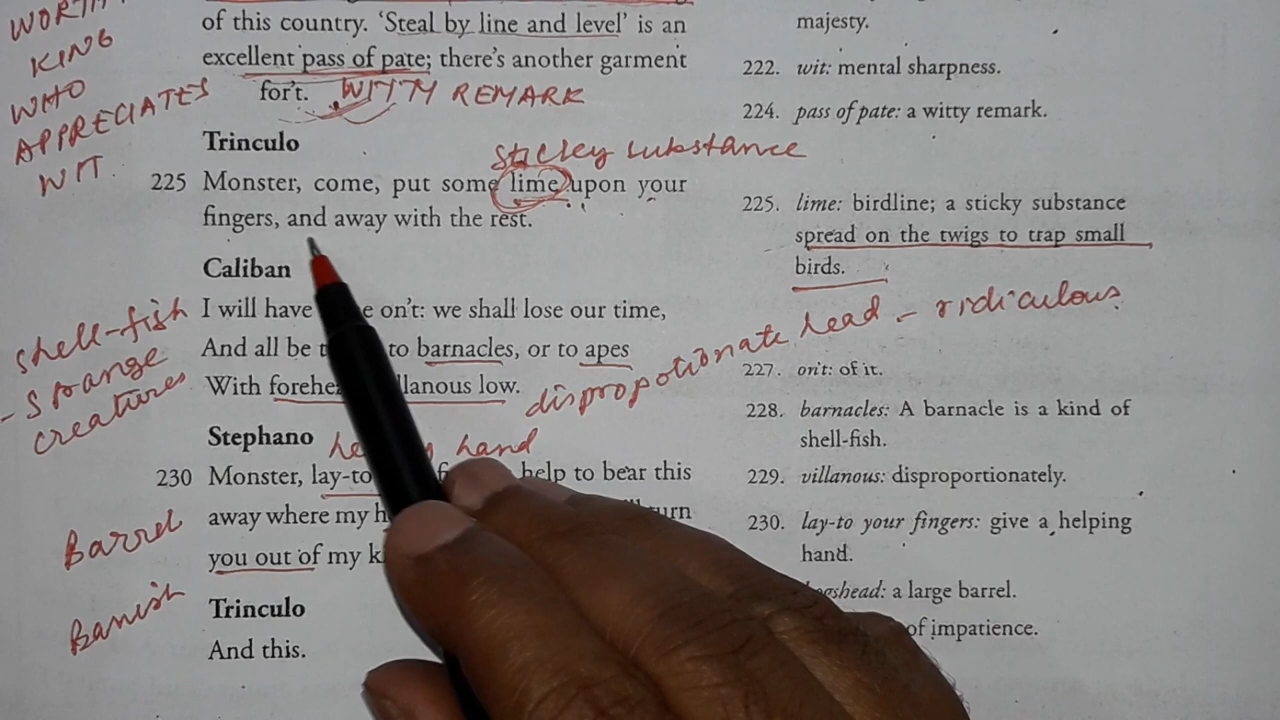 WORTH
KING
WHO
APPRECIATES
WIT.
of this country. ‘Steal by line and level’ is an
excellent pass of pate; there’s another garment
for’t. WITTY REMARK
Trinculo
sticky substance
225 Monster, come, put some lime upon your
fingers, and away with the rest.
Caliban
I will have on’t: we shall lose our time,
And all be to barnacles, or to apes
With low.
shell-fish
- strange
creatures
dispropotionate head - ridiculous
Stephano
hand
230 Monster, lay-to help to bear this
away where my turn
you out of my
Barrel
Banish
Trinculo
And this.
majesty.
222. wit: mental sharpness.
224. pass of pate: a witty remark.
225. lime: birdline; a sticky substance
spread on the twigs to trap small
birds.
227. on't: of it.
228. barnacles: A barnacle is a kind of
shell-fish.
229. villanous: disproportionately.
230. lay-to your fingers: give a helping
hand.
a large barrel.
of impatience.